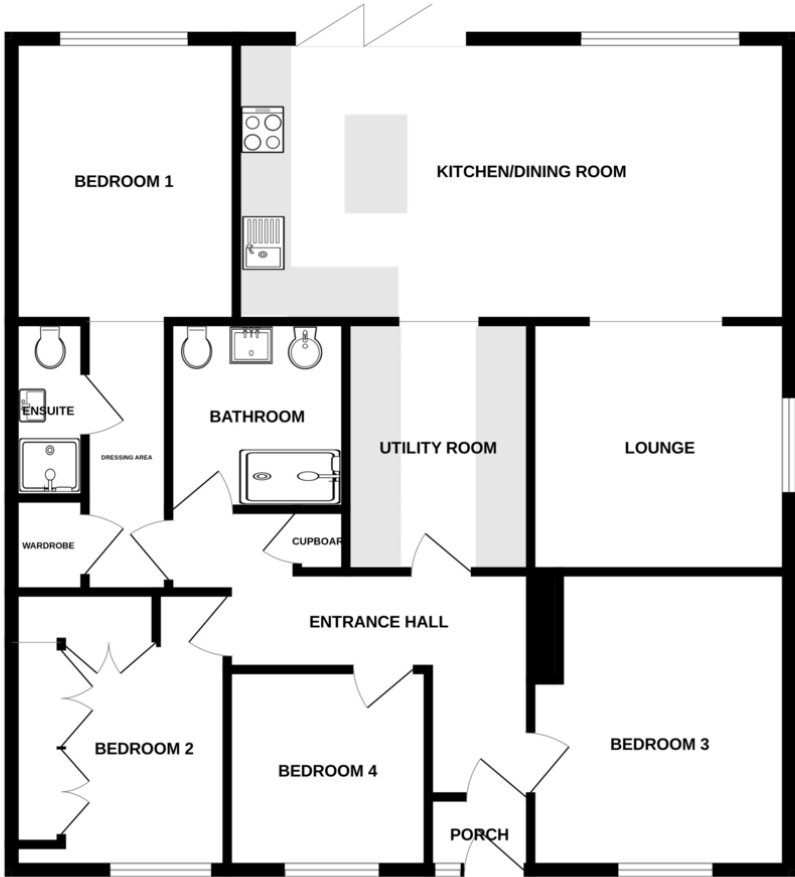 BEDROOM 1
KITCHEN/DINING ROOM
ENSUITE
BATHROOM
DRESSING AREA
UTILITY ROOM
LOUNGE
WARDROBE
CUPBOAR
ENTRANCE HALL
BEDROOM 2
BEDROOM 4
BEDROOM 3
PORCH